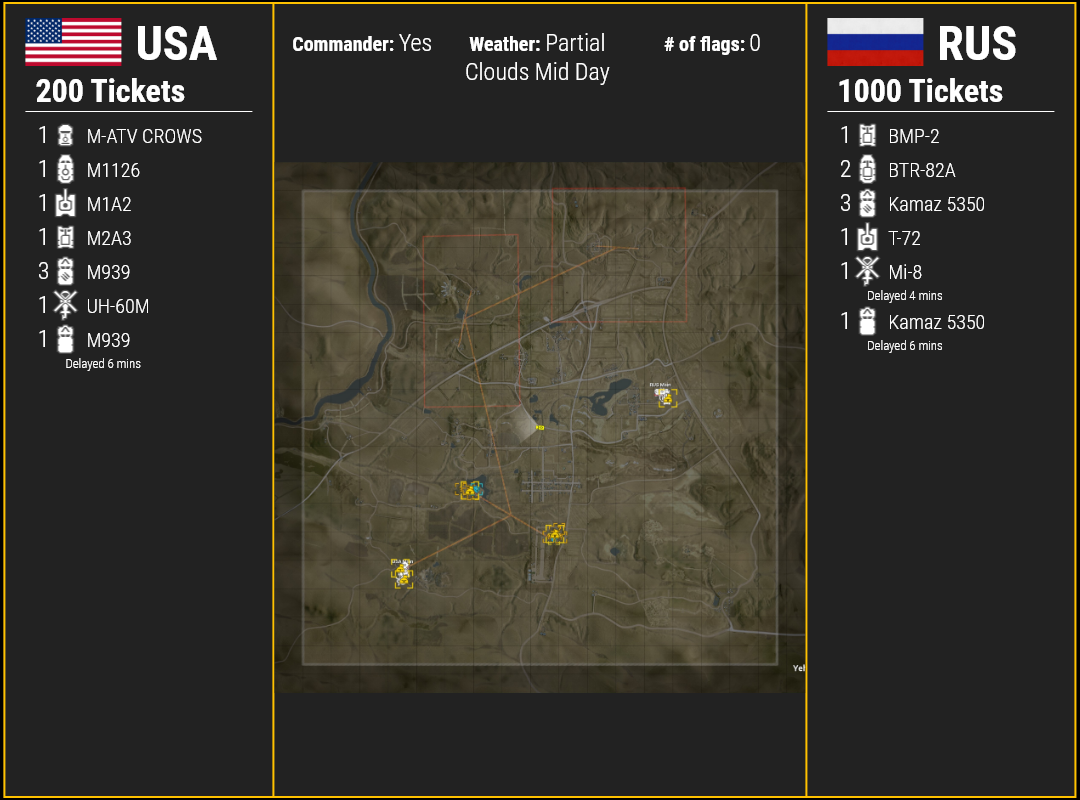 USA
200 Tickets
1 M-ATV CROWS
1 M1126
1 M1A2
1 M2A3
3 M939
1 UH-60M
1 M939
Delayed 6 mins
Commander: Yes
Weather: Partial
Clouds Mid Day
# of flags: 0
RUS Main
Yeh
RUS
1000 Tickets
1 BMP-2
2 BTR-82A
3 Kamaz 5350
1 T-72
1 Mi-8
Delayed 4 mins
1 Kamaz 5350
Delayed 6 mins